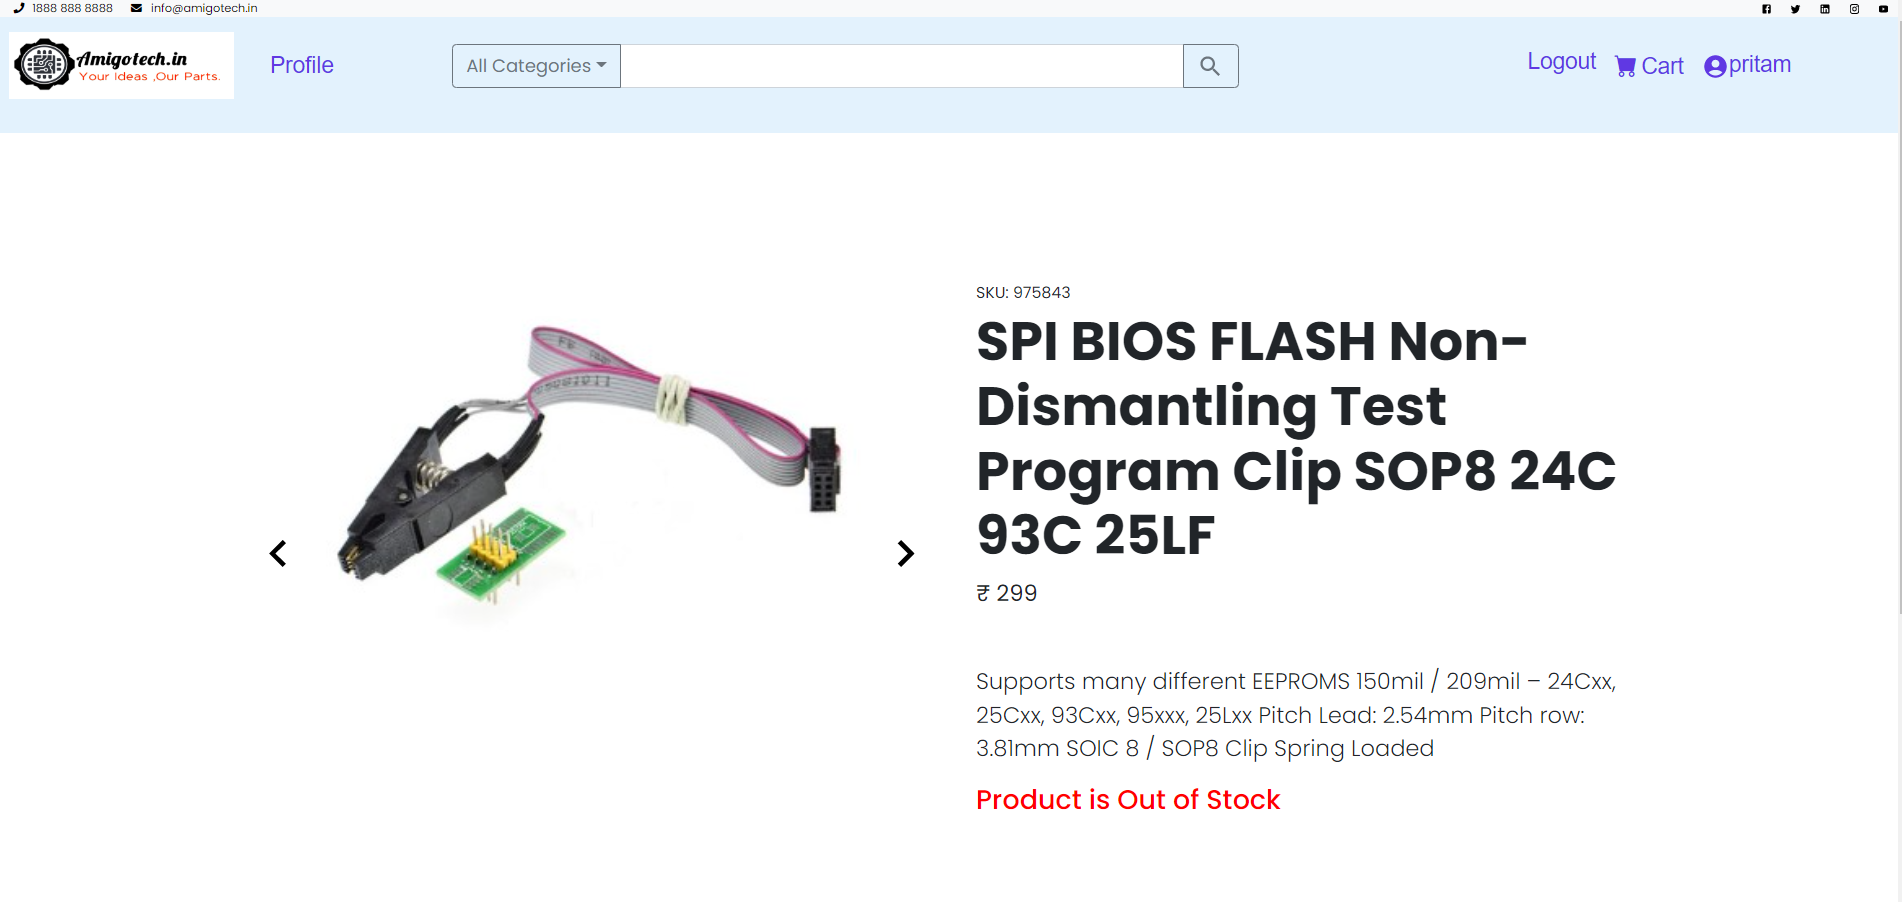 1888 888 8888 info@amigotech.in
Amigotech.in
Your Ideas ,Our Parts.
Profile
All Categories
Logout
Cart
pritam
SKU: 975843
SPI BIOS FLASH Non-
Dismantling Test
Program Clip SOP8 24C
93C 25LF
₹ 299
Supports many different EEPROMS 150mil / 209mil – 24Cxx,
25Cxx, 93Cxx, 95xxx, 25Lxx Pitch Lead: 2.54mm Pitch row:
3.81mm SOIC 8 / SOP8 Clip Spring Loaded
Product is Out of Stock